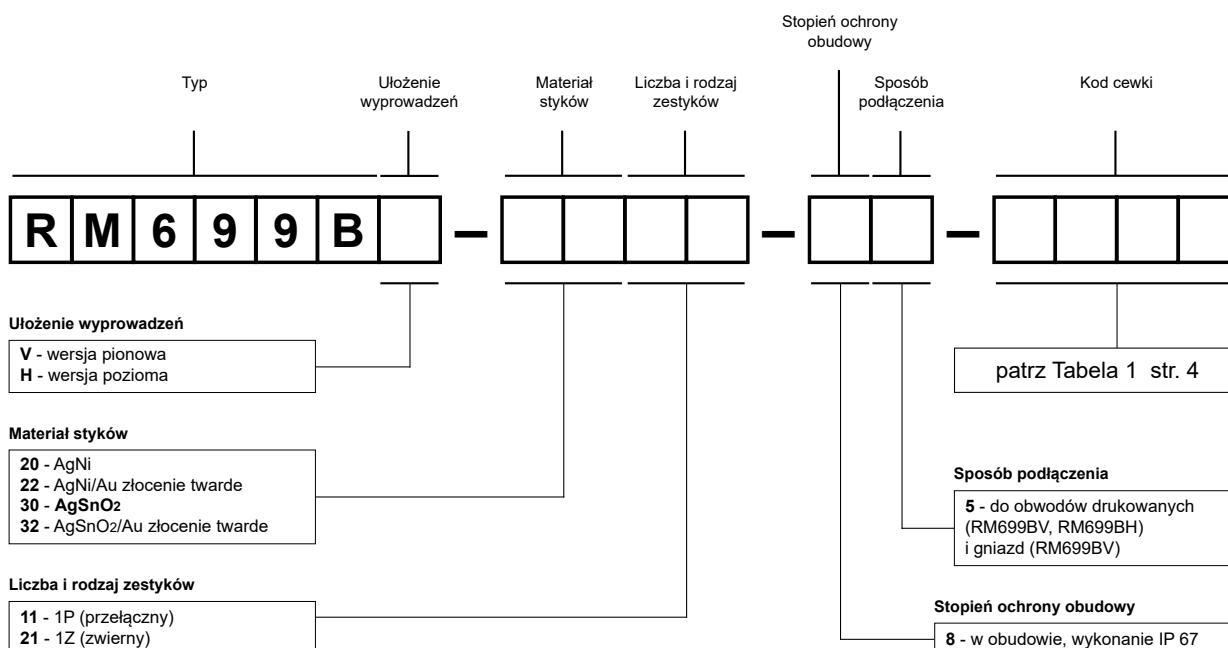 Stopień ochrony
obudowy
Typ
Ułożenie
wyprowadzeń
Materiał
styków
Liczba i rodzaj
zestyków
Sposób
podłączenia
Kod cewki
R M 6 9 9 B – – –
Ułożenie wyprowadzeń
V - wersja pionowa
H - wersja pozioma
patrz Tabela 1 str. 4
Materiał styków
20 - AgNi
22 - AgNi/Au złocenie twarde
30 - AgSnO2
32 - AgSnO2/Au złocenie twarde
Sposób podłączenia
5 - do obwodów drukowanych
(RM699BV, RM699BH)
i gniazd (RM699BV)
Liczba i rodzaj zestyków
11 - 1P (przełączny)
21 - 1Z (zwierny)
Stopień ochrony obudowy
8 - w obudowie, wykonanie IP 67